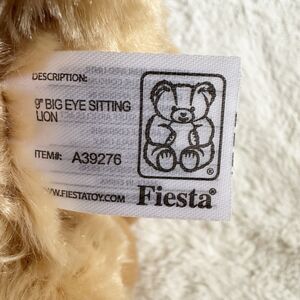 DESCRIPTION:
9" BIG EYE SITTING
LION
ITEM#: A39276
WWW.FIESTATOY.COM
®
Fiesta®